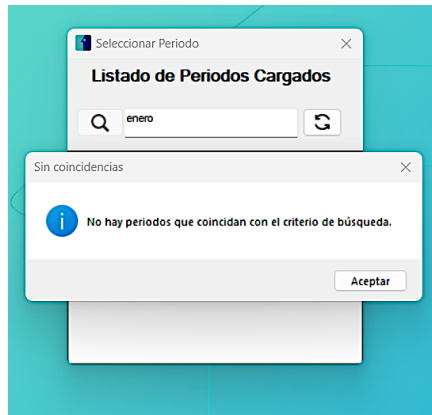 Seleccionar Periodo
Listado de Periodos Cargados
enero
Sin coincidencias
No hay periodos que coincidan con el criterio de búsqueda.
Aceptar